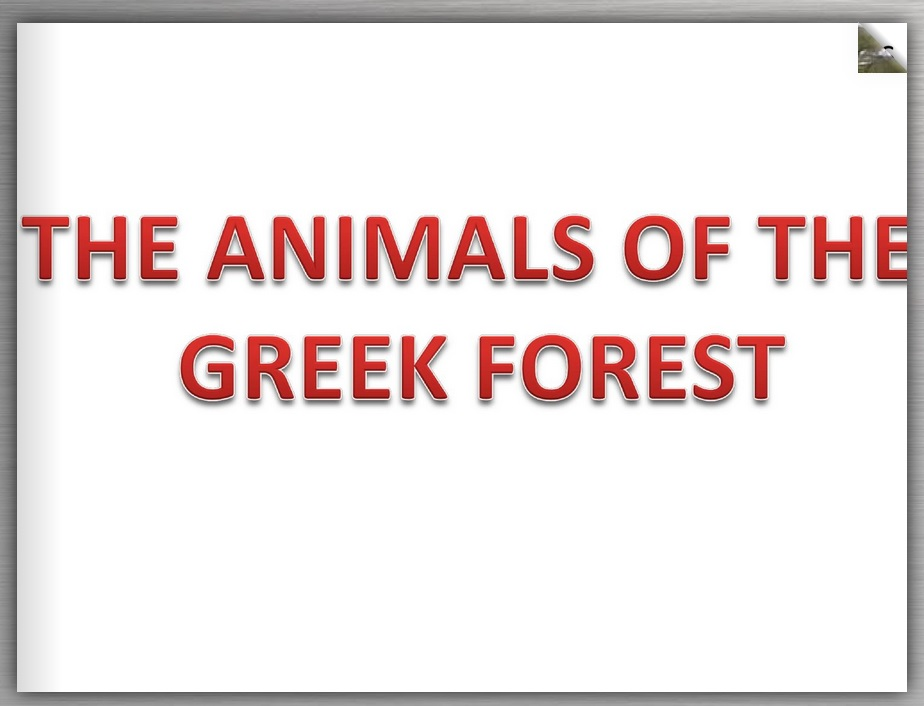 THE ANIMALS OF THE
GREEK FOREST